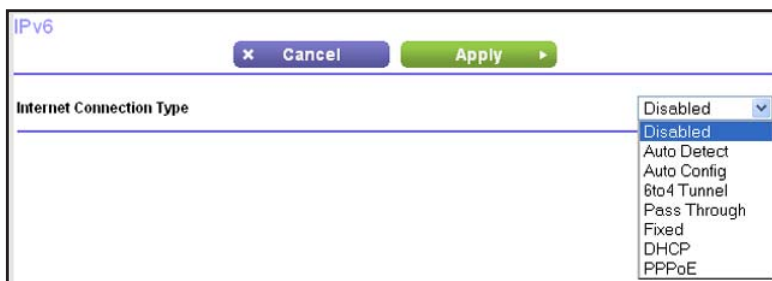 IPv6
× Cancel Apply ▸
Internet Connection Type Disabled
Disabled
Auto Detect
Auto Config
6to4 Tunnel
Pass Through
Fixed
DHCP
PPPoE